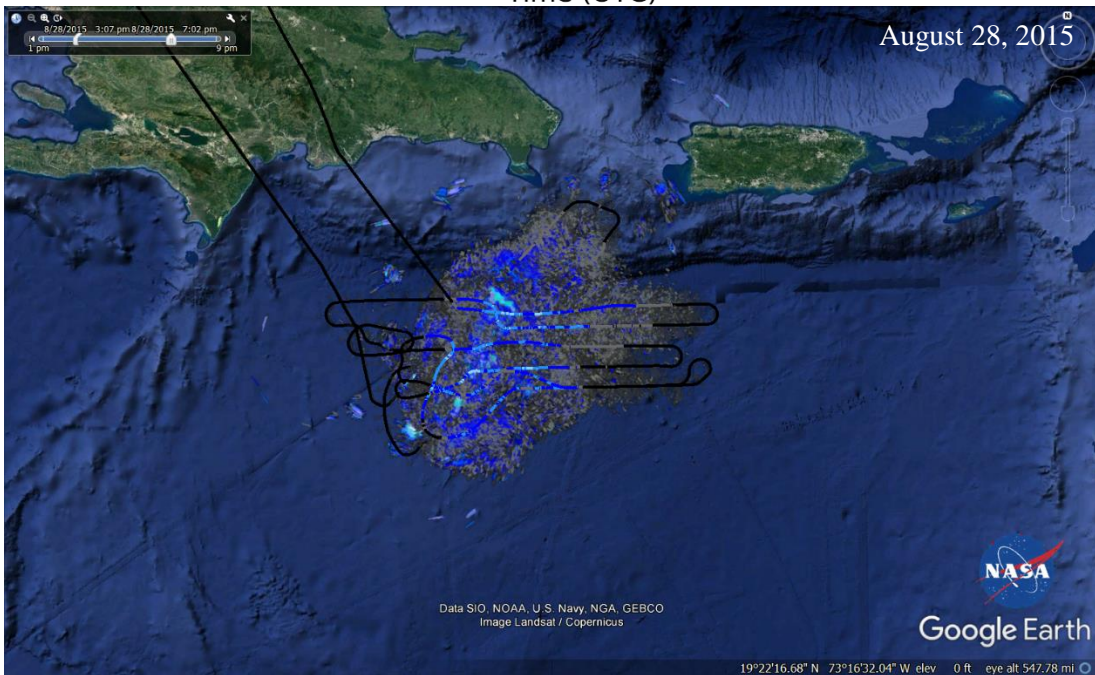 Time (UTC)
8/28/2015 3:07 pm 8/28/2015 7:02 pm
1 pm 9 pm
August 28, 2015
N
Data SIO, NOAA, U.S. Navy, NGA, GEBCO
Image Landsat / Copernicus
NASA
Google Earth
19°22'16.68" N 73°16'32.04" W elev 0 ft eye alt 547.78 mi